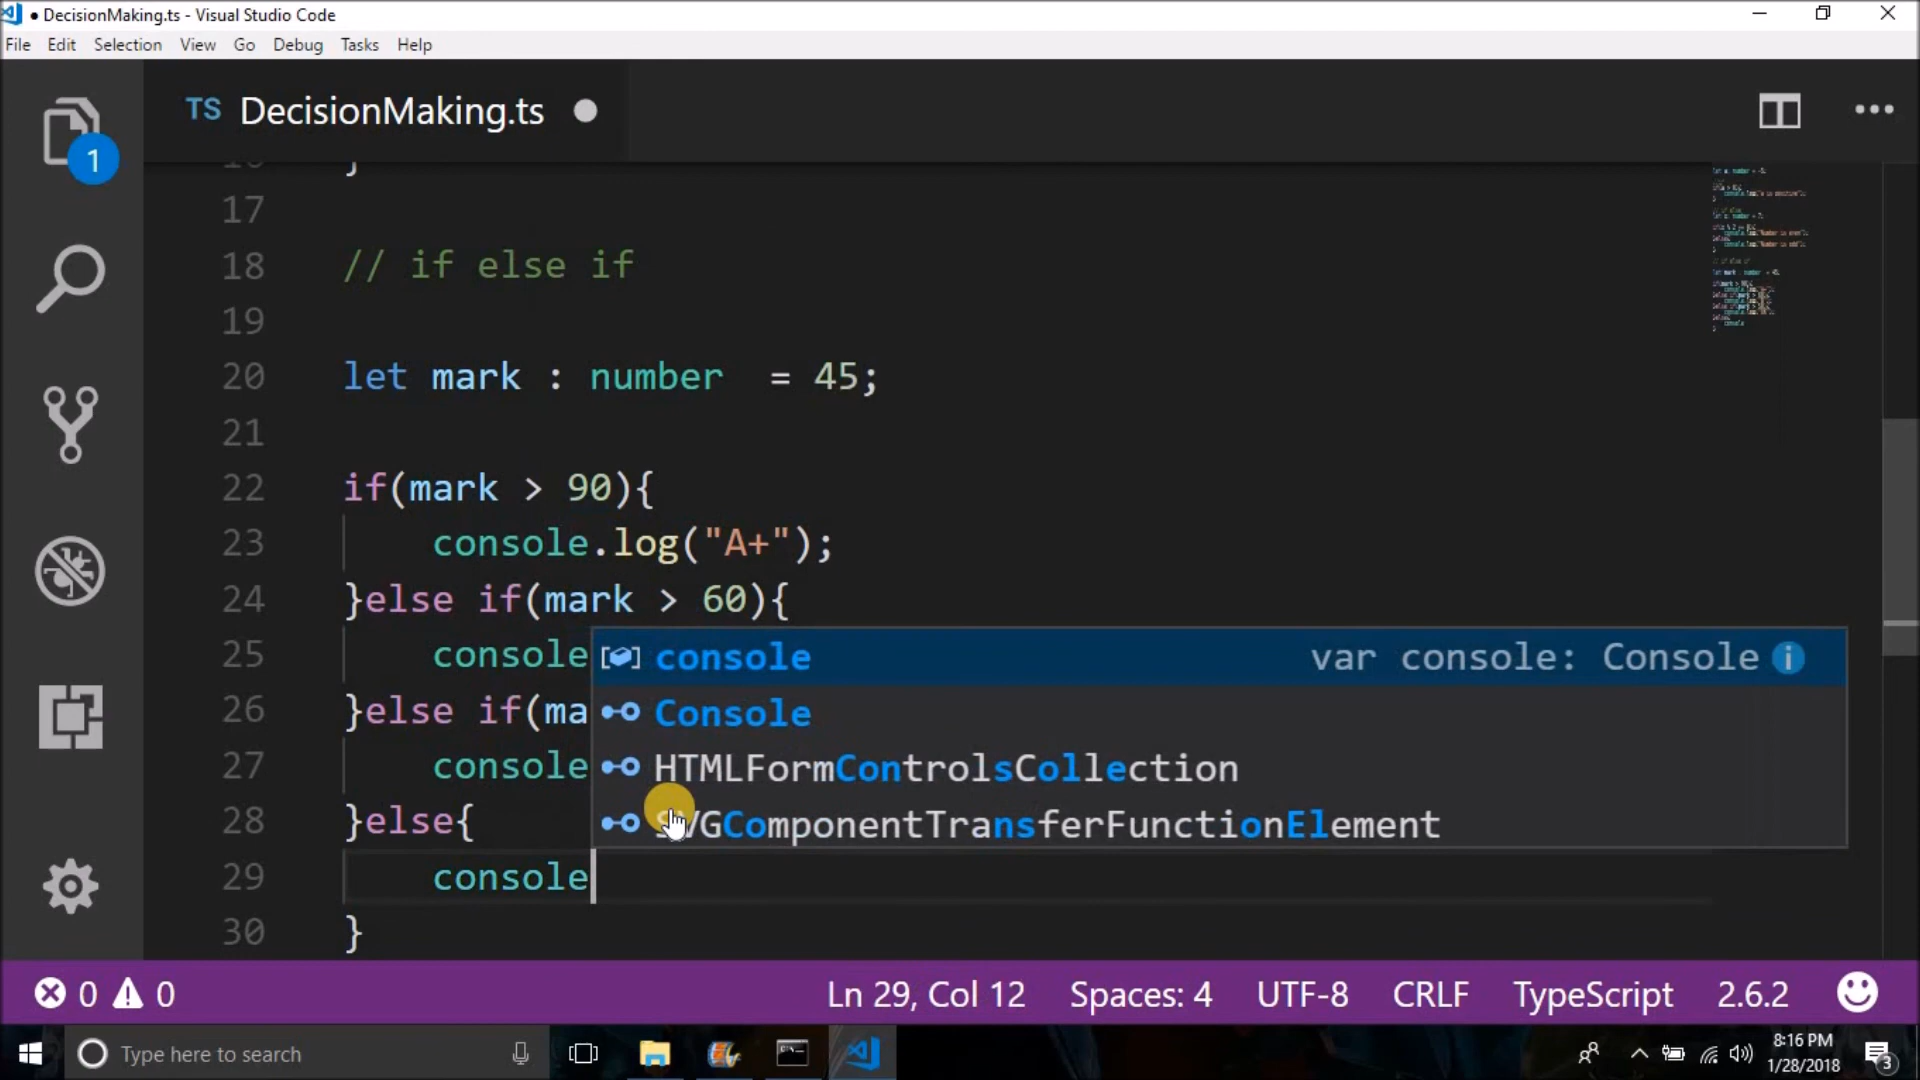 DecisionMaking.ts - Visual Studio Code
File Edit Selection View Go Debug Tasks Help
TS DecisionMaking.ts
1
17
18 // if else if
19
20 let mark : number  = 45;
21
22 if(mark > 90){
23 console.log("A+");
24 }else if(mark > 60){
25 console
26 }else if(ma
27 console
28 }else{
29 console
30 }
console var console: Console
Console
HTMLFormControlsCollection
SVGComponentTransferFunctionElement
0 0 Ln 29, Col 12 Spaces: 4 UTF-8 CRLF TypeScript 2.6.2
Type here to search
8:16 PM
1/28/2018
3